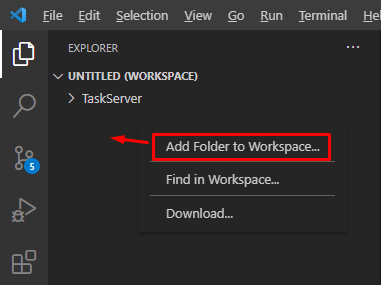 File Edit Selection View Go Run Terminal Help
EXPLORER
UNTITLED (WORKSPACE)
TaskServer
Add Folder to Workspace...
Find in Workspace...
5
Download...